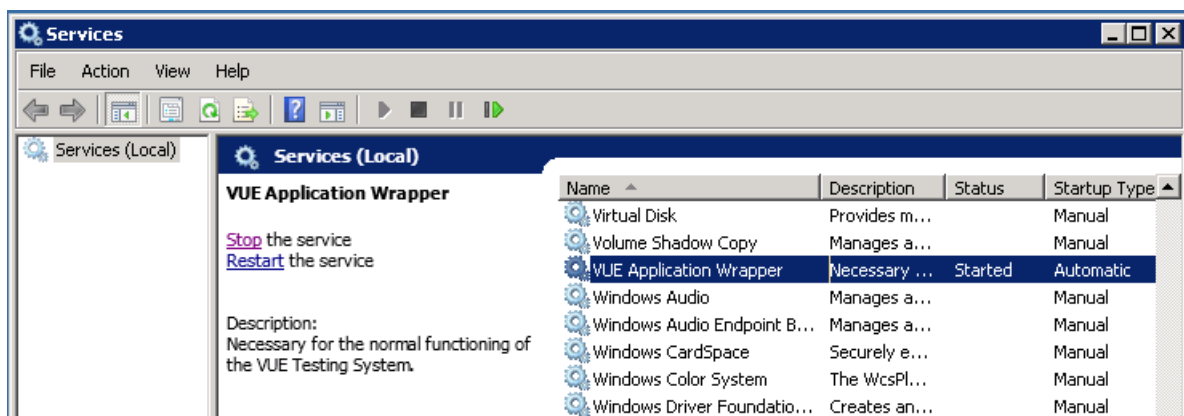 Services
File Action View Help
Services (Local)
Services (Local)
VUE Application Wrapper
Stop the service
Restart the service
Description:
Necessary for the normal functioning of
the VUE Testing System.
Name Description Status Startup Type
Virtual Disk Provides m... Manual
Volume Shadow Copy Manages a... Manual
VUE Application Wrapper Necessary ... Started Automatic
Windows Audio Manages a... Manual
Windows Audio Endpoint B... Manages a... Manual
Windows CardSpace Securely e... Manual
Windows Color System The WcsPl... Manual
Windows Driver Foundatio... Creates an... Manual